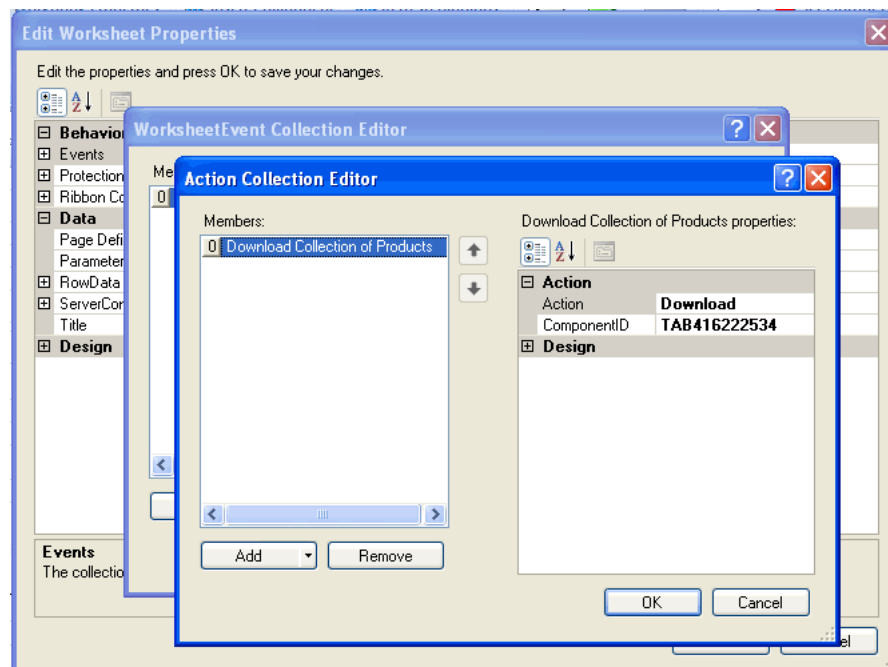 Edit Worksheet Properties
Edit the properties and press OK to save your changes.
WorksheetEvent Collection Editor
Behavior
Events
Protection
Ribbon Co
Data
Page Defi
Parameter
RowData
ServerCon
Title
Design
Me
0
Action Collection Editor
Members:
0 Download Collection of Products
Download Collection of Products properties:
Action
Action Download
ComponentID TAB416222534
Design
Add
Remove
OK
Cancel
Events
The collectio
el